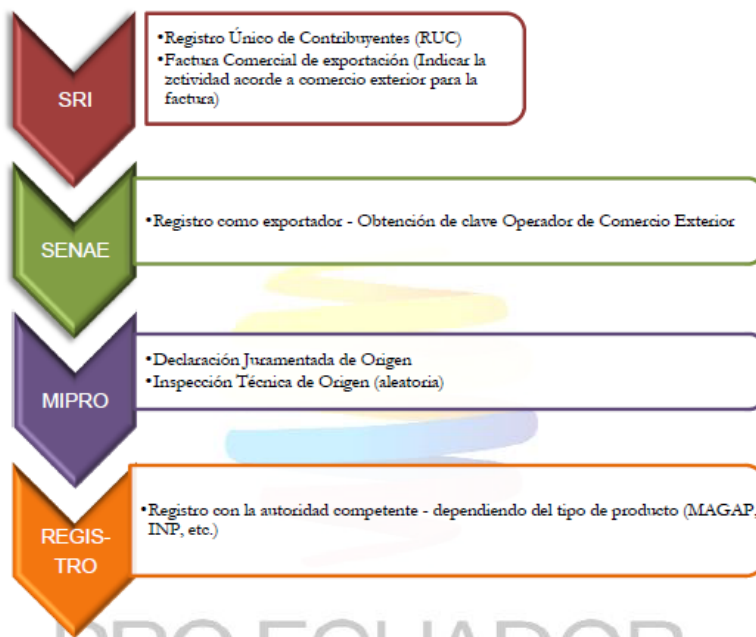 SRI
•Registro Único de Contribuyentes (RUC)
•Factura Comercial de exportación (Indicar la
zctividad acorde a comercio exterior para la
factura)
SENAE
•Registro como exportador - Obtención de clave Operador de Comercio Exterior
MIPRO
•Declaración Juramentada de Origen
•Inspección Técnica de Origen (aleatoria)
REGIS-
TRO
•Registro con la autoridad competente - dependiendo del tipo de producto (MAGAP,
INP, etc.)
PRO ECUADOR